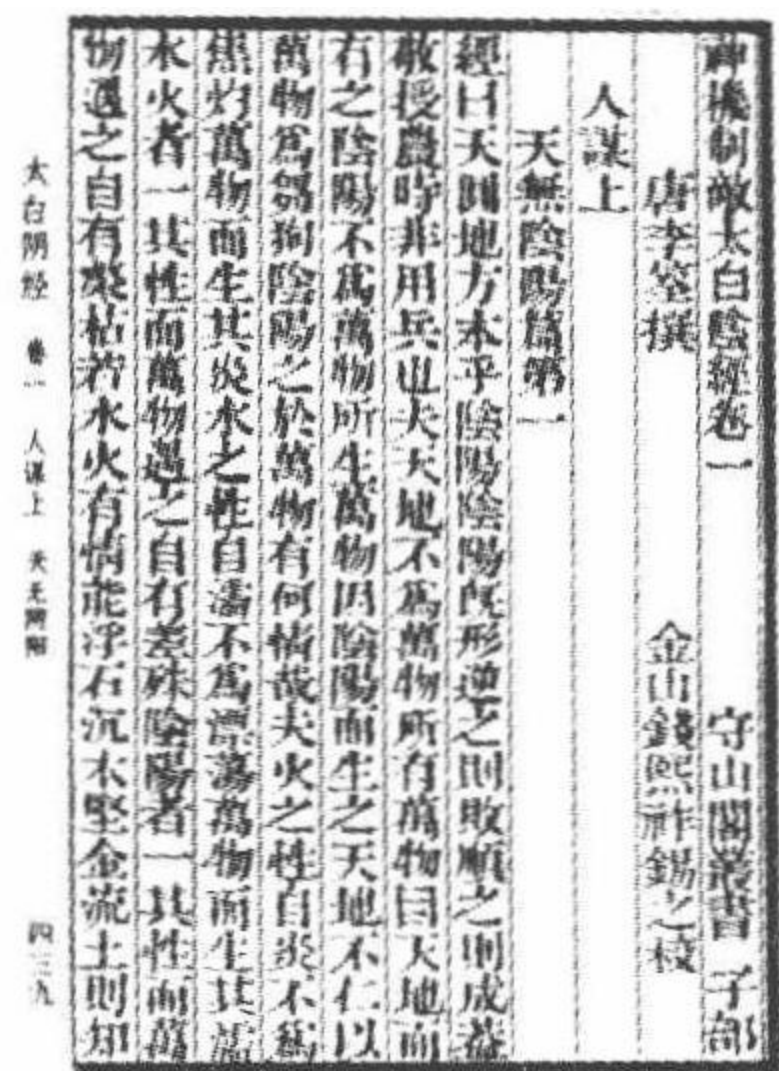 神機制敵太白陰經卷一 守山閣叢書 子部
唐李筌撰 金山錢熙祚錫之校
人謀上
天無陰陽篇第一
經曰天圓地方本乎陰陽陰陽既形逆之則敗順之則成蓋
敬授農時非用兵也夫天地不爲萬物所有萬物因天地而
有之陰陽不爲萬物所生萬物因陰陽而生之天地不仁以
萬物爲芻狗陰陽之於萬物有何情哉夫火之性自炎不爲
焦灼萬物而生其炎水之性自濡不爲漂蕩萬物而生其濡
水火者一其性而萬物遇之自有差殊陰陽者一其性而萬
物遇之自有榮枯若水火有情能浮石沉木堅金流土則知
太白阴经 卷一 人谋上 天无阴阳
四三九